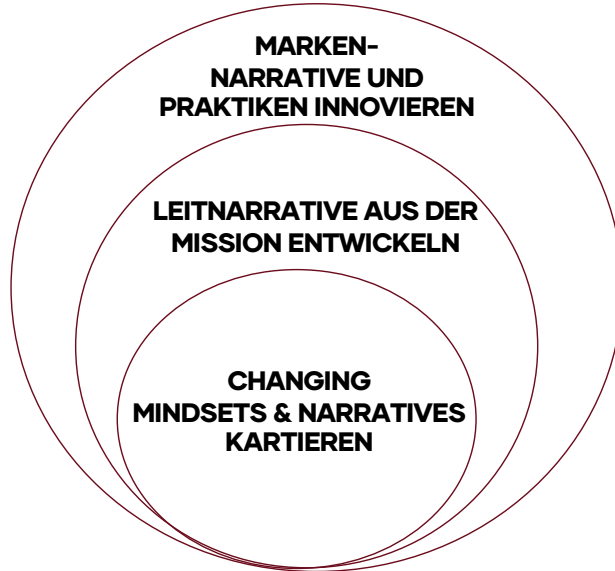 MARKEN-
NARRATIVE UND
PRAKTIKEN INNOVIEREN
LEITNARRATIVE AUS DER
MISSION ENTWICKELN
CHANGING
MINDSETS & NARRATIVES
KARTIEREN